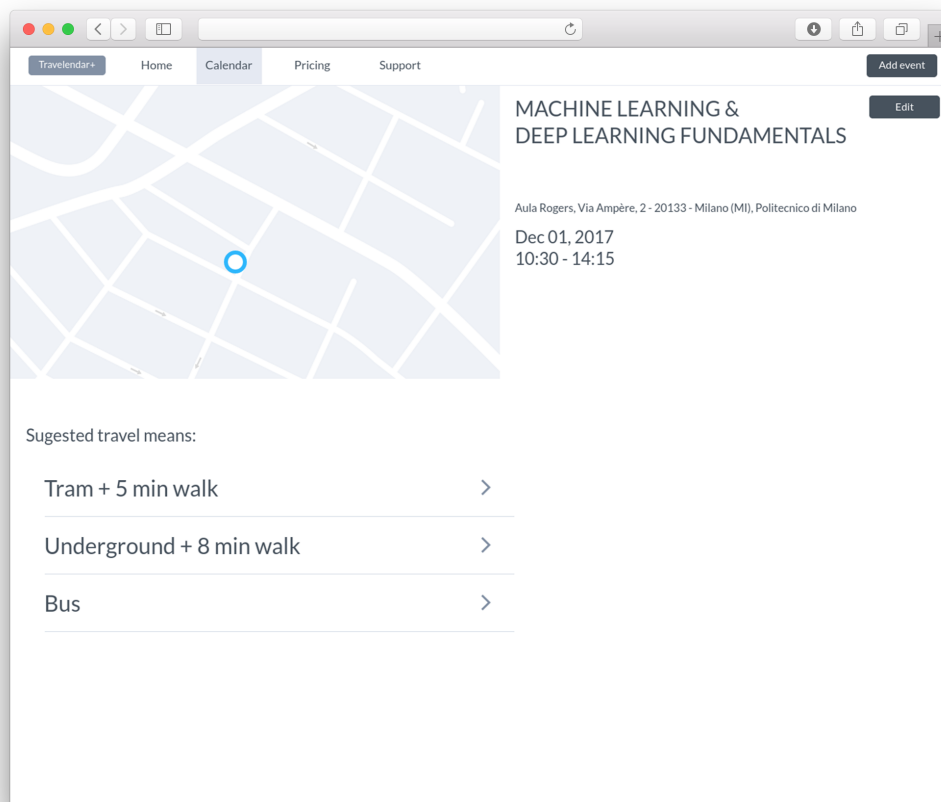 Travelendar+
Home
Calendar
Pricing
Support
Add event
MACHINE LEARNING &
DEEP LEARNING FUNDAMENTALS
Edit
Aula Rogers, Via Ampère, 2 - 20133 - Milano (MI), Politecnico di Milano
Dec 01, 2017
10:30 - 14:15
Sugested travel means:
Tram + 5 min walk
Underground + 8 min walk
Bus